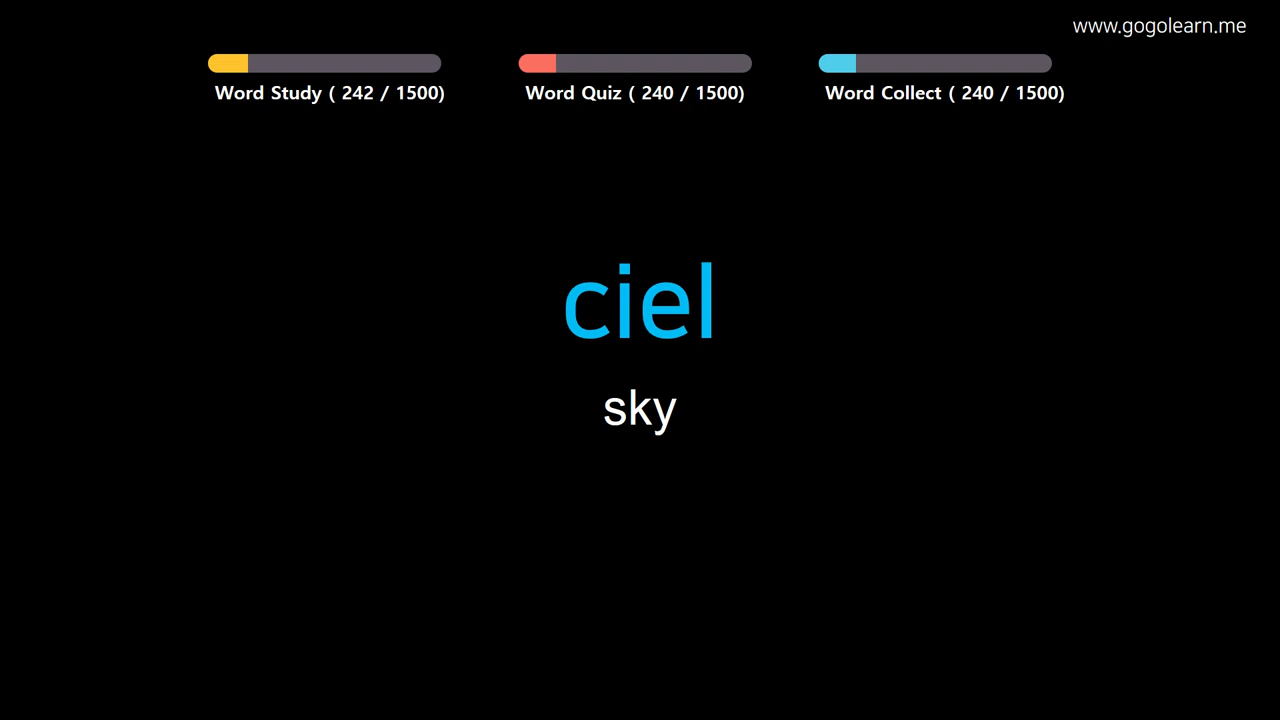 www.gogolearn.me
Word Study ( 242 / 1500)
Word Quiz ( 240 / 1500)
Word Collect ( 240 / 1500)
ciel
sky